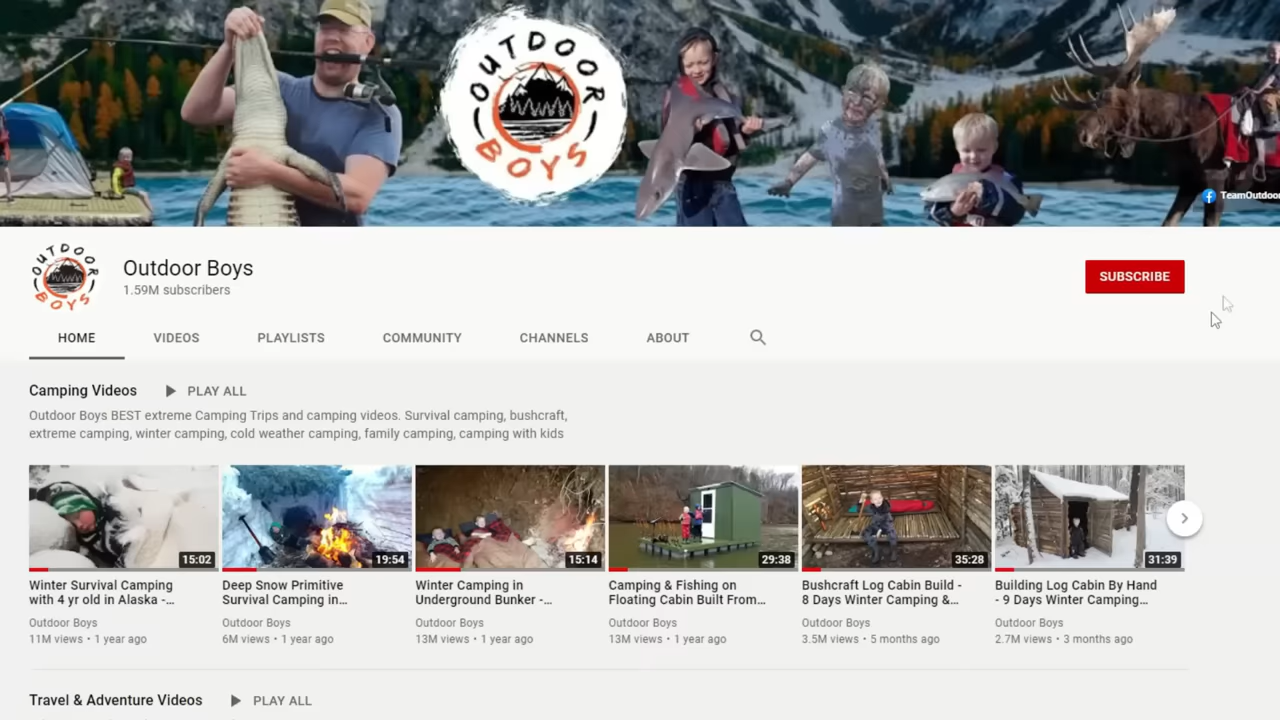 OUTDOOR
BOYS
TeamOutdoor
OUTDOOR
BOYS
Outdoor Boys
1.59M subscribers
SUBSCRIBE
HOME VIDEOS PLAYLISTS COMMUNITY CHANNELS ABOUT
Camping Videos PLAY ALL
Outdoor Boys BEST extreme Camping Trips and camping videos. Survival camping, bushcraft,
extreme camping, winter camping, cold weather camping, family camping, camping with kids
15:02 19:54 15:14 29:38 35:28 31:39
Winter Survival Camping
with 4 yr old in Alaska -...
Outdoor Boys
11M views • 1 year ago
Deep Snow Primitive
Survival Camping in...
Outdoor Boys
6M views • 1 year ago
Winter Camping in
Underground Bunker -...
Outdoor Boys
13M views • 1 year ago
Camping & Fishing on
Floating Cabin Built From...
Outdoor Boys
13M views • 1 year ago
Bushcraft Log Cabin Build -
8 Days Winter Camping &...
Outdoor Boys
3.5M views • 5 months ago
Building Log Cabin By Hand
- 9 Days Winter Camping...
Outdoor Boys
2.7M views • 3 months ago
Travel & Adventure Videos PLAY ALL